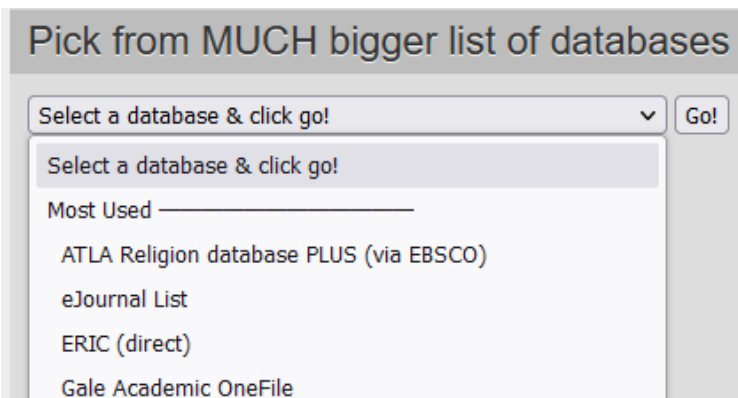 Pick from MUCH bigger list of databases
Select a database & click go! Go!
Select a database & click go!
Most Used —————————————
ATLA Religion database PLUS (via EBSCO)
eJournal List
ERIC (direct)
Gale Academic OneFile